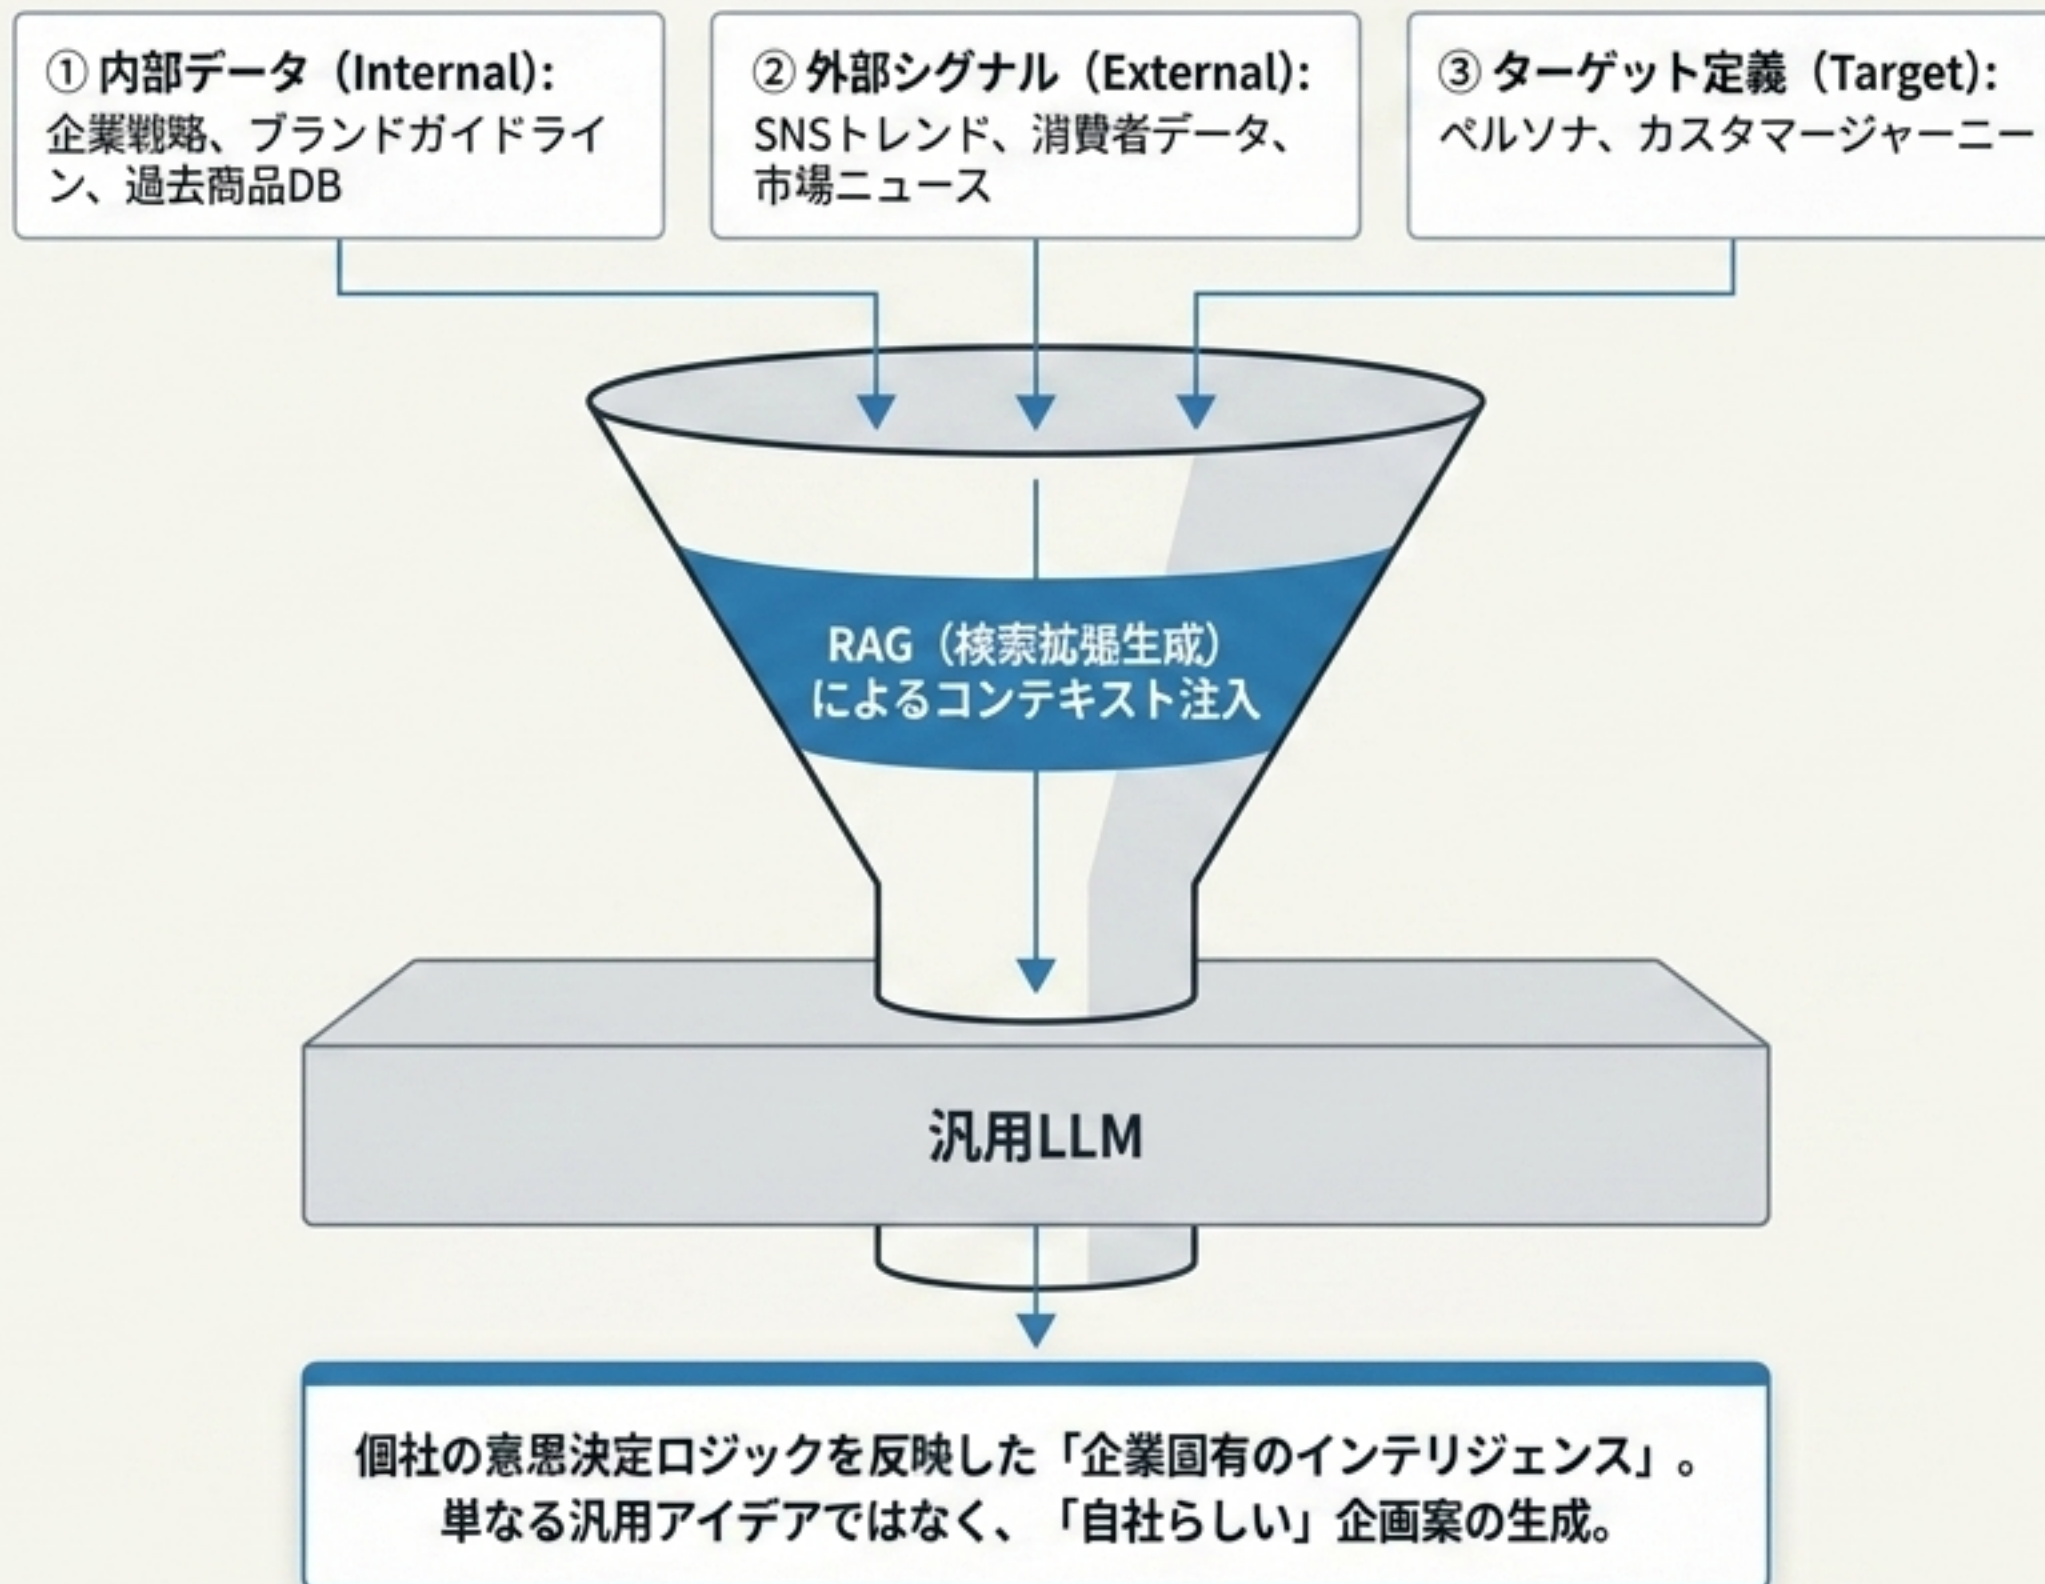 ① 内部データ（Internal）:
企業戦略、ブランドガイドライ
ン、過去商品DB
② 外部シグナル（External）:
SNSトレンド、消費者データ、
市場ニュース
③ ターゲット定義（Target）:
ペルソナ、カスタマージャーニー
RAG（検索拡張生成）
によるコンテキスト注入
汎用LLM
個社の意思決定ロジックを反映した「企業固有のインテリジェンス」。
単なる汎用アイデアではなく、「自社らしい」企画案の生成。